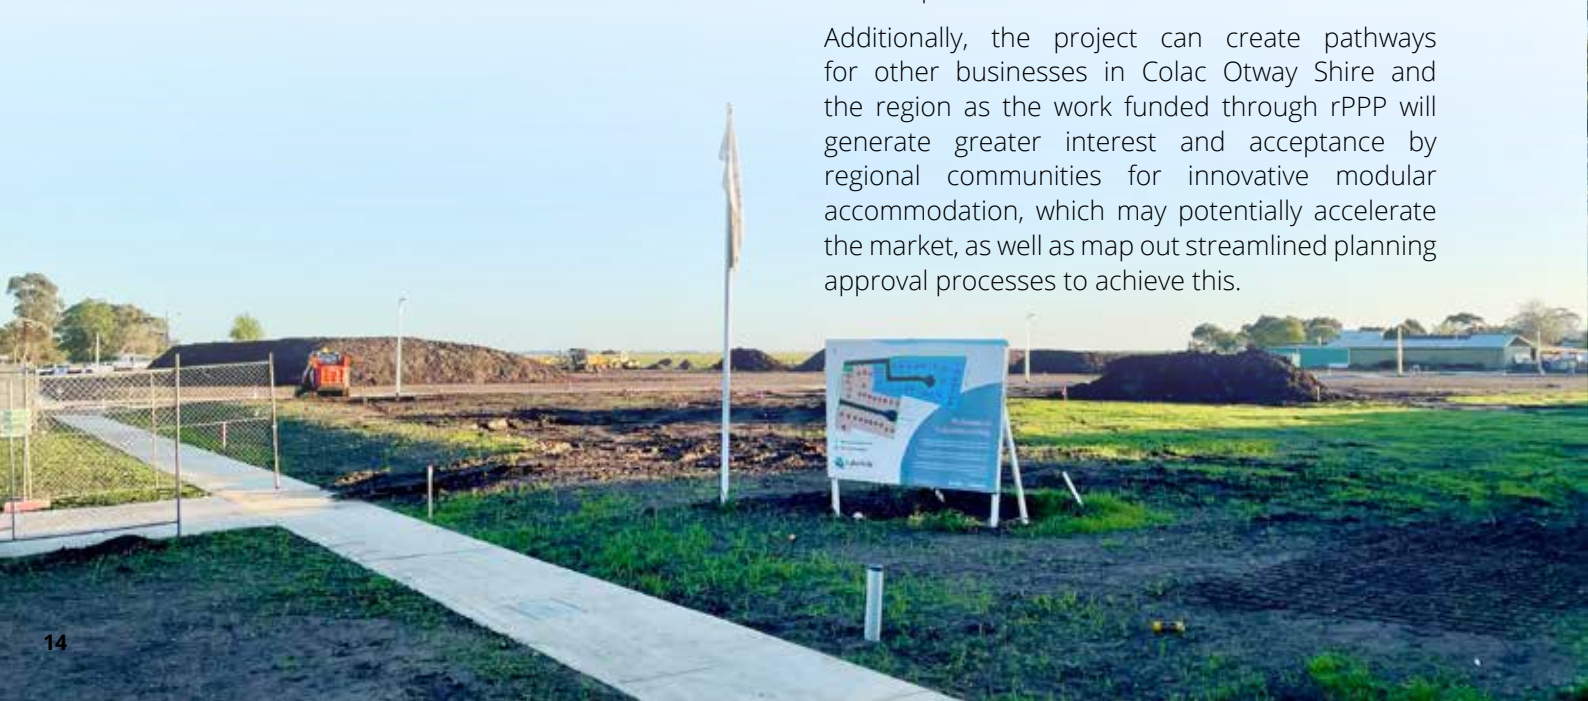 Additionally, the project can create pathways
for other businesses in Colac Otway Shire and
the region as the work funded through rPPP will
generate greater interest and acceptance by
regional communities for innovative modular
accommodation, which may potentially accelerate
the market, as well as map out streamlined planning
approval processes to achieve this.
14